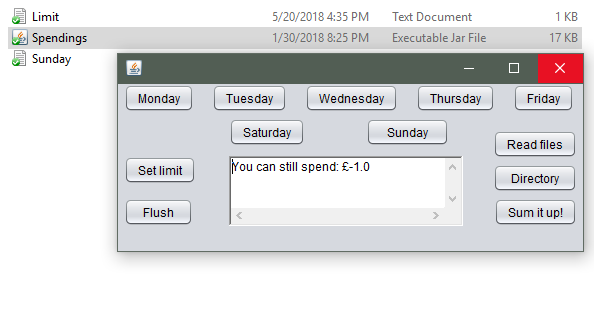 Limit 5/20/2018 4:35 PM Text Document 1 KB
Spendings 1/30/2018 8:25 PM Executable Jar File 17 KB
Sunday
Monday Tuesday Wednesday Thursday Friday
Saturday Sunday
Read files
Set limit
You can still spend: £-1.0
Directory
Flush
Sum it up!